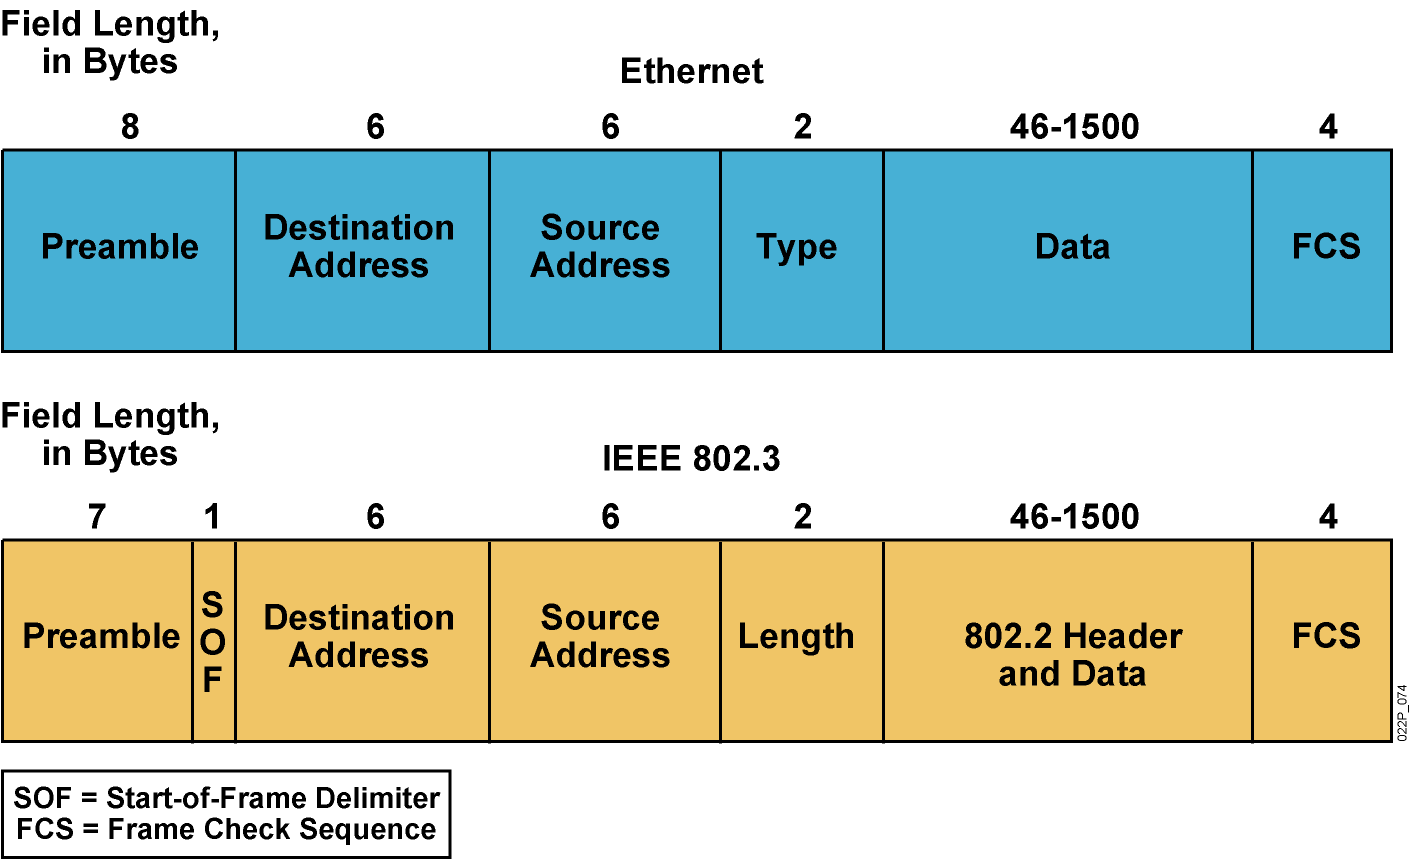 Field Length,
in Bytes
Ethernet
8 6 6 2 46-1500 4
Preamble
Destination
Address
Source
Address
Type
Data
FCS
Field Length,
in Bytes
IEEE 802.3
7 1 6 6 2 46-1500 4
Preamble
S
O
F
Destination
Address
Source
Address
Length
802.2 Header
and Data
FCS
022P_074
SOF = Start-of-Frame Delimiter
FCS = Frame Check Sequence